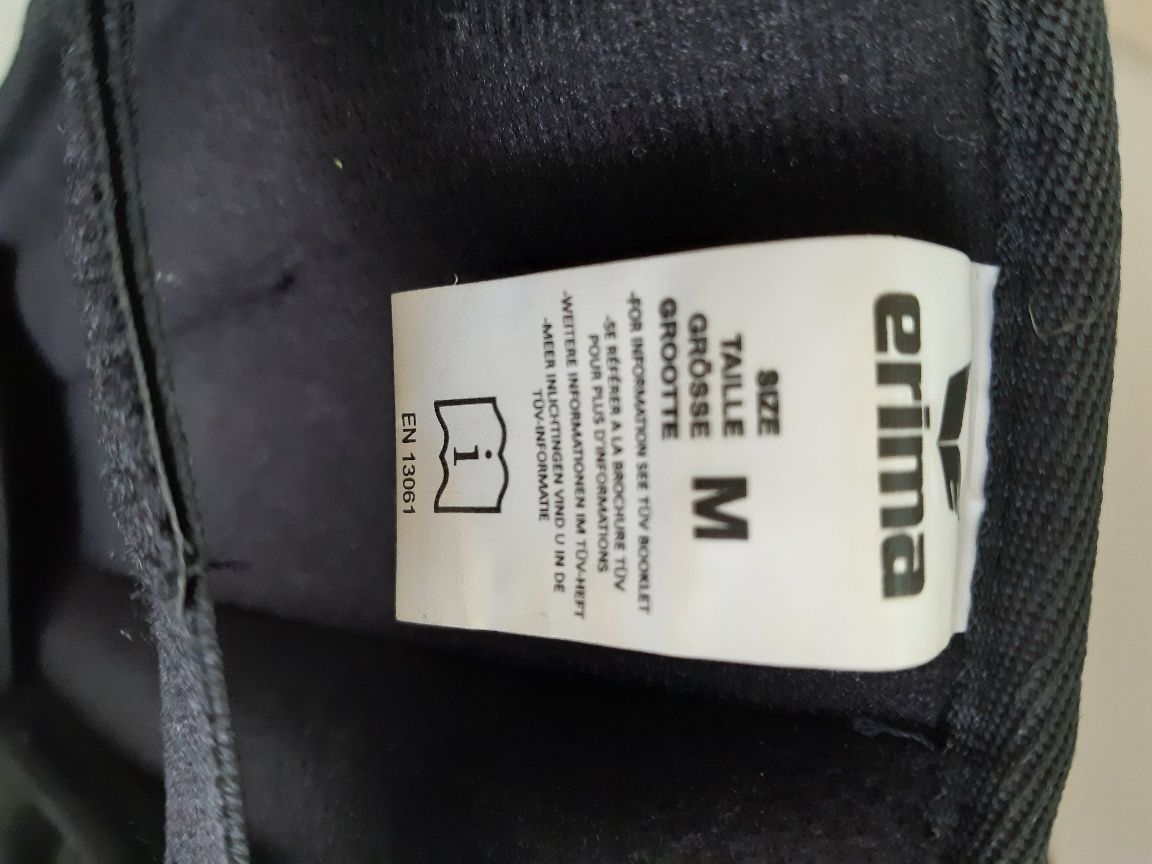 erima
SIZE
TAILLE
GRÖSSE
GROOTTE
M
-FOR INFORMATION SEE TÜV BOOKLET
-SE RÉFÉRER A LA BROCHURE TÜV
POUR PLUS D'INFORMATIONS
-WEITERE INFORMATIONEN IM TÜV-HEFT
-MEER INLICHTINGEN VIND U IN DE
TÜV-INFORMATIE
i
EN 13061